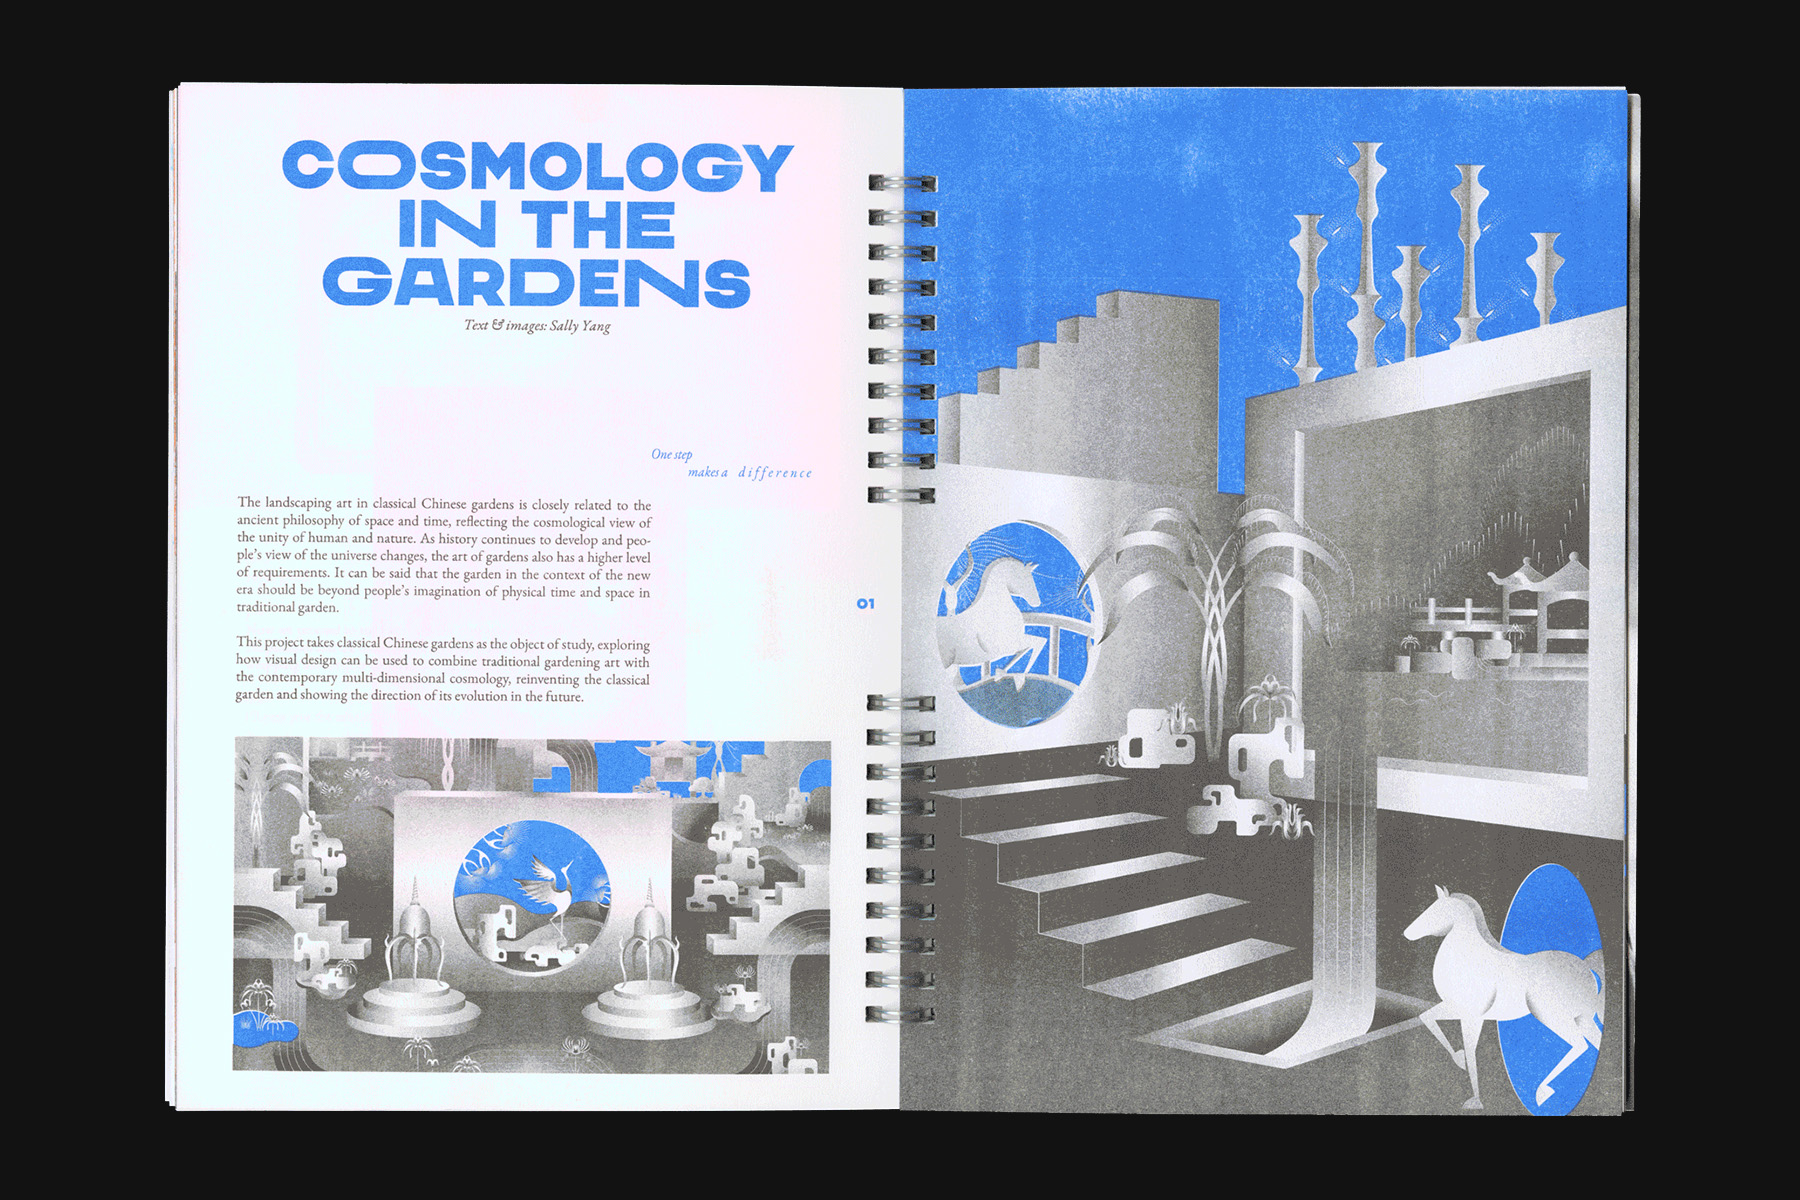 COSMOLOGY
IN THE
GARDENS
Text & images: Sally Yang
One step
makes a difference
The landscaping art in classical Chinese gardens is closely related to the
ancient philosophy of space and time, reflecting the cosmological view of
the unity of human and nature. As history continues to develop and peo-
ple's view of the universe changes, the art of gardens also has a higher level
of requirements. It can be said that the garden in the context of the new
era should be beyond people's imagination of physical time and space in
traditional garden.
This project takes classical Chinese gardens as the object of study, exploring
how visual design can be used to combine traditional gardening art with
the contemporary multi-dimensional cosmology, reinventing the classical
garden and showing the direction of its evolution in the future.
01